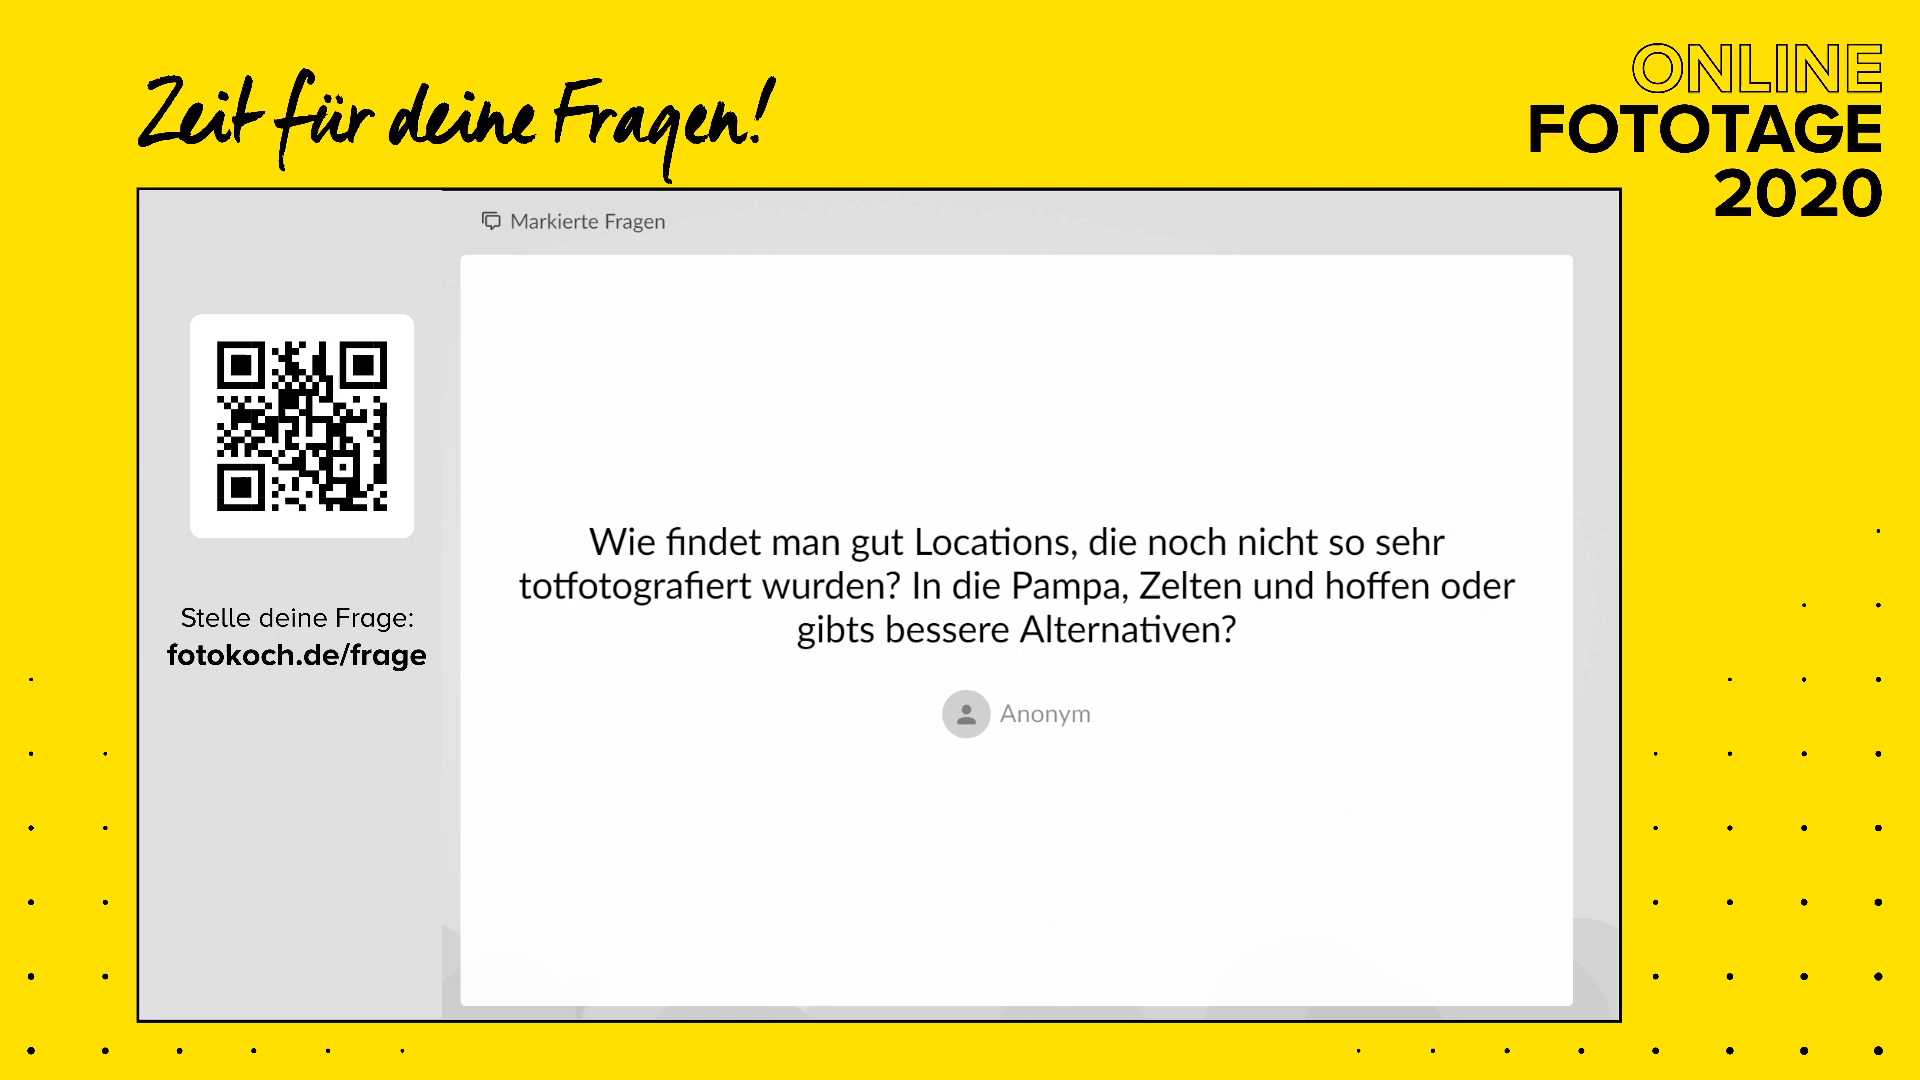 Zeit für deine Fragen!
ONLINE
FOTOTAGE
2020
Markierte Fragen
Stelle deine Frage:
fotokoch.de/frage
Wie findet man gut Locations, die noch nicht so sehr
totfotografiert wurden? In die Pampa, Zelten und hoffen oder
gibts bessere Alternativen?
Anonym